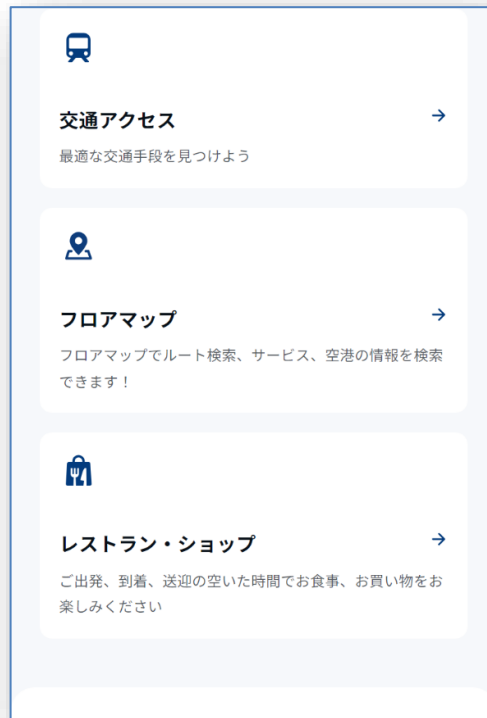 交通アクセス
最適な交通手段を見つけよう
フロアマップ
フロアマップでルート検索、サービス、空港の情報を検索
できます！
レストラン・ショップ
ご出発、到着、送迎の空いた時間でお食事、お買い物をお
楽しみください